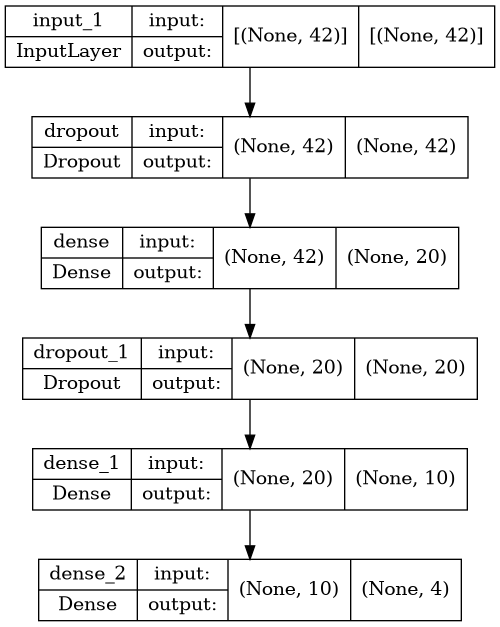 input_1 input: [(None, 42)] [(None, 42)]
InputLayer output:
dropout input: (None, 42) (None, 42)
Dropout output:
dense input: (None, 42) (None, 20)
Dense output:
dropout_1 input: (None, 20) (None, 20)
Dropout output:
dense_1 input: (None, 20) (None, 10)
Dense output:
dense_2 input: (None, 10) (None, 4)
Dense output: